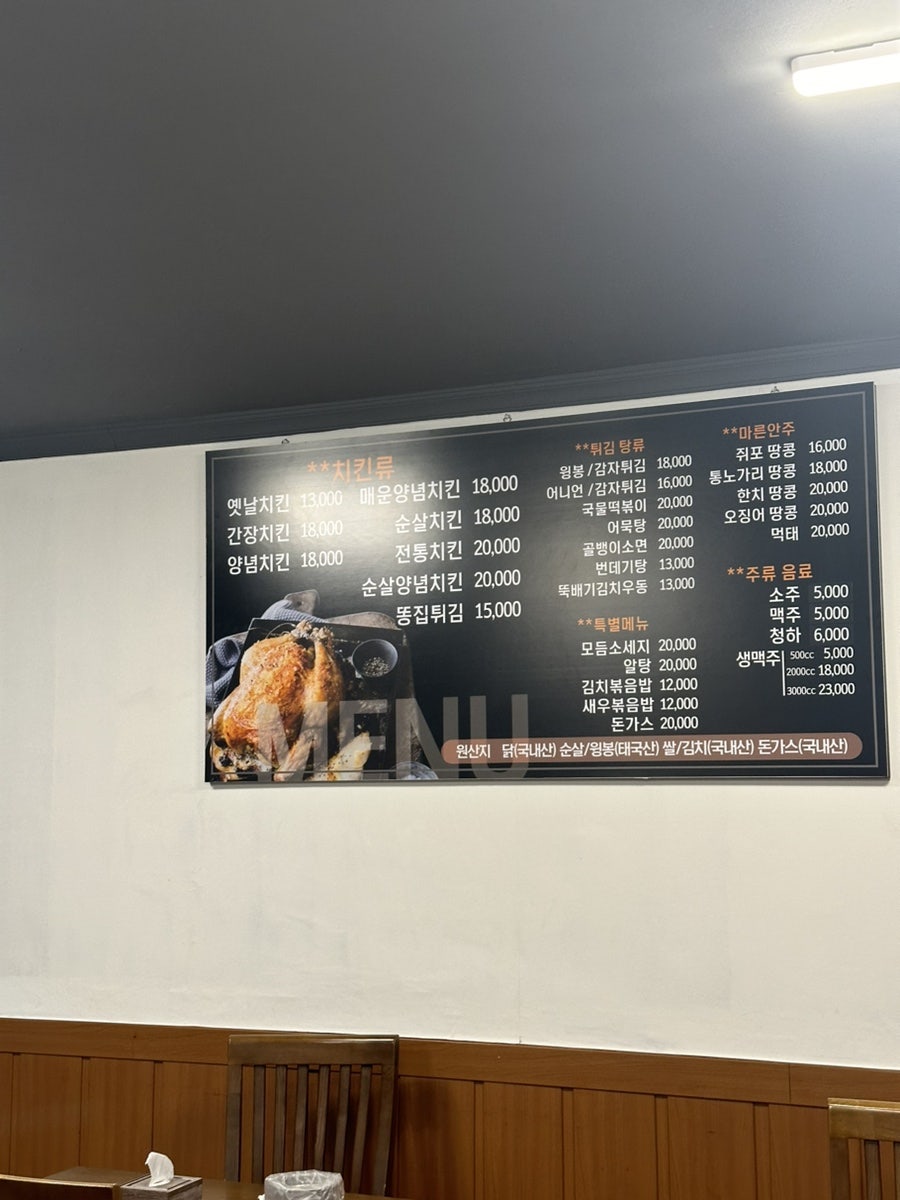 **치킨류
옛날치킨 13,000
간장치킨 18,000
양념치킨 18,000
매운양념치킨 18,000
순살치킨 18,000
전통치킨 20,000
순살양념치킨 20,000
똥집튀김 15,000
**튀김 탕류
윙봉 /감자튀김 18,000
어니언 /감자튀김 16,000
국물떡볶이 20,000
어묵탕 20,000
골뱅이소면 20,000
번데기탕 13,000
뚝배기김치우동 13,000
**특별메뉴
모듬소세지 20,000
알탕 20,000
김치볶음밥 12,000
새우볶음밥 12,000
돈가스 20,000
**마른안주
쥐포 땅콩 16,000
통노가리 땅콩 18,000
한치 땅콩 20,000
오징어 땅콩 20,000
먹태 20,000
**주류 음료
소주 5,000
맥주 5,000
청하 6,000
생맥주 500cc 5,000
2000cc 18,000
3000cc 23,000
MENU
원산지 닭(국내산) 순살/윙봉(태국산) 쌀/김치(국내산) 돈가스(국내산)